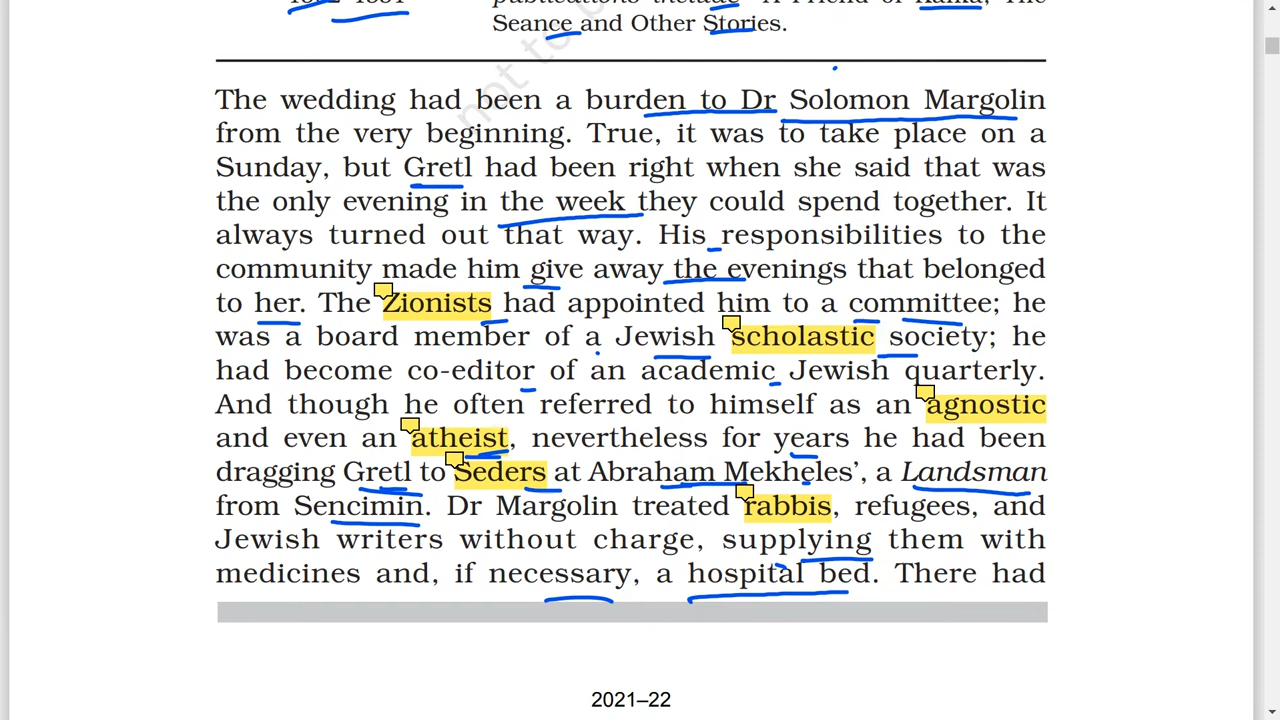 publications include A Friend of Kafka, The
Seance and Other Stories.
not to
The wedding had been a burden to Dr Solomon Margolin
from the very beginning. True, it was to take place on a
Sunday, but Gretl had been right when she said that was
the only evening in the week they could spend together. It
always turned out that way. His responsibilities to the
community made him give away the evenings that belonged
to her. The Zionists had appointed him to a committee; he
was a board member of a Jewish scholastic society; he
had become co-editor of an academic Jewish quarterly.
And though he often referred to himself as an agnostic
and even an atheist, nevertheless for years he had been
dragging Gretl to Seders at Abraham Mekheles’, a Landsman
from Sencimin. Dr Margolin treated rabbis, refugees, and
Jewish writers without charge, supplying them with
medicines and, if necessary, a hospital bed. There had
2021–22